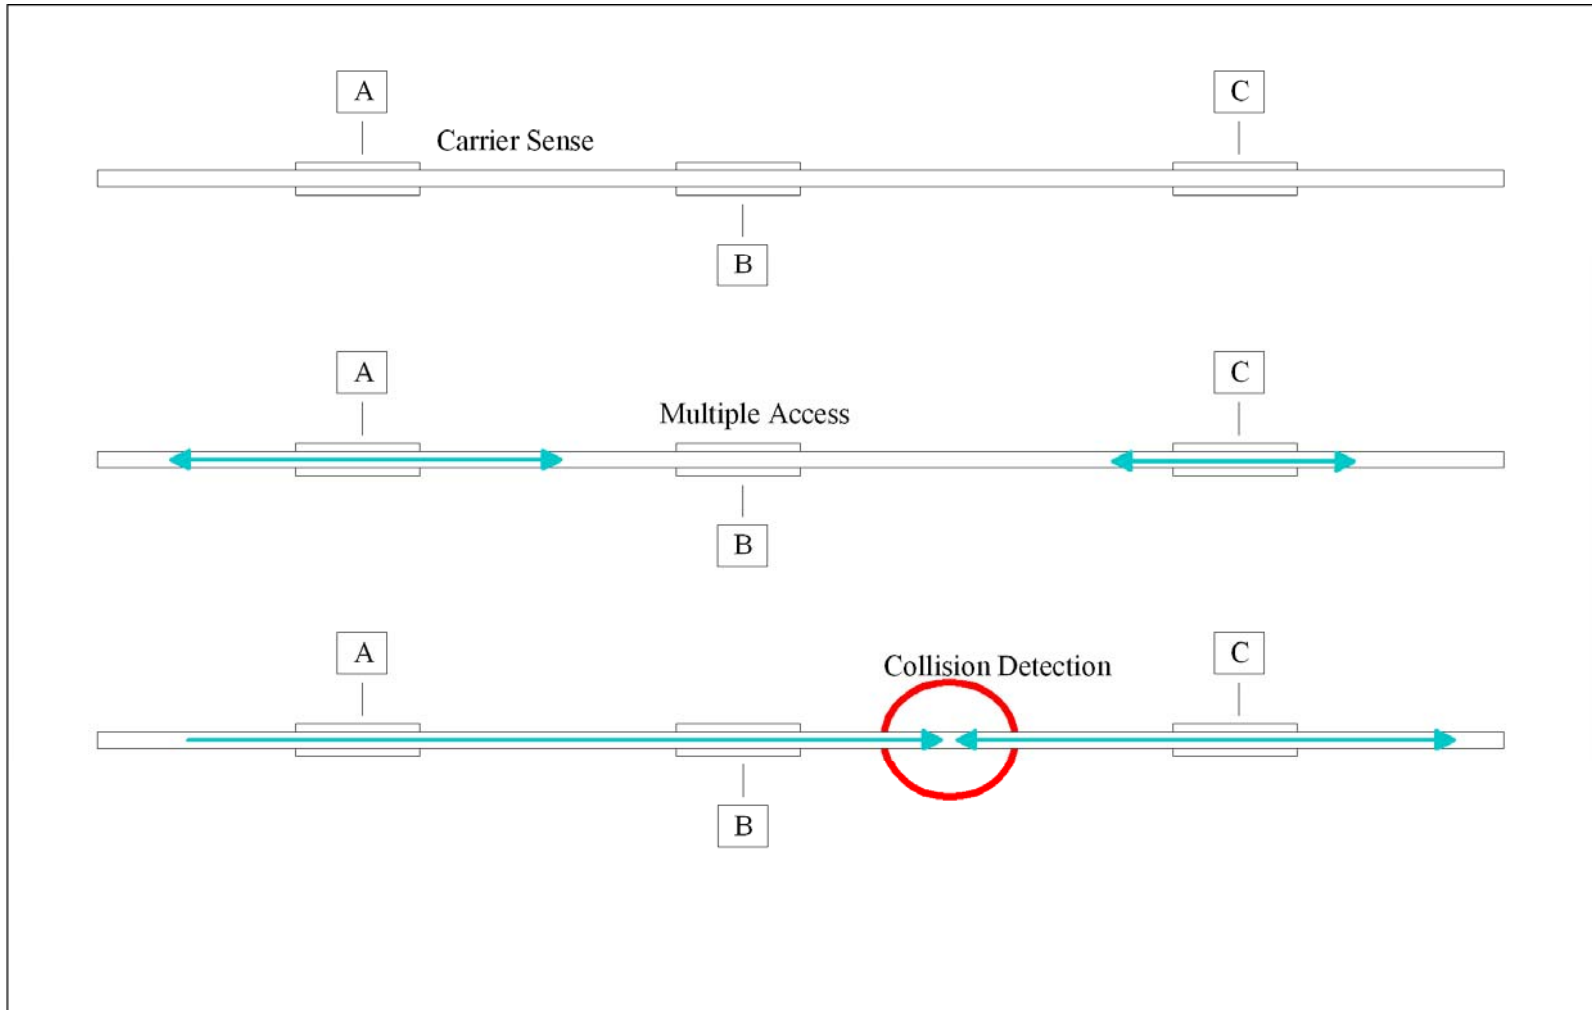 A
C
Carrier Sense
B
A
C
Multiple Access
B
A
C
Collision Detection
B